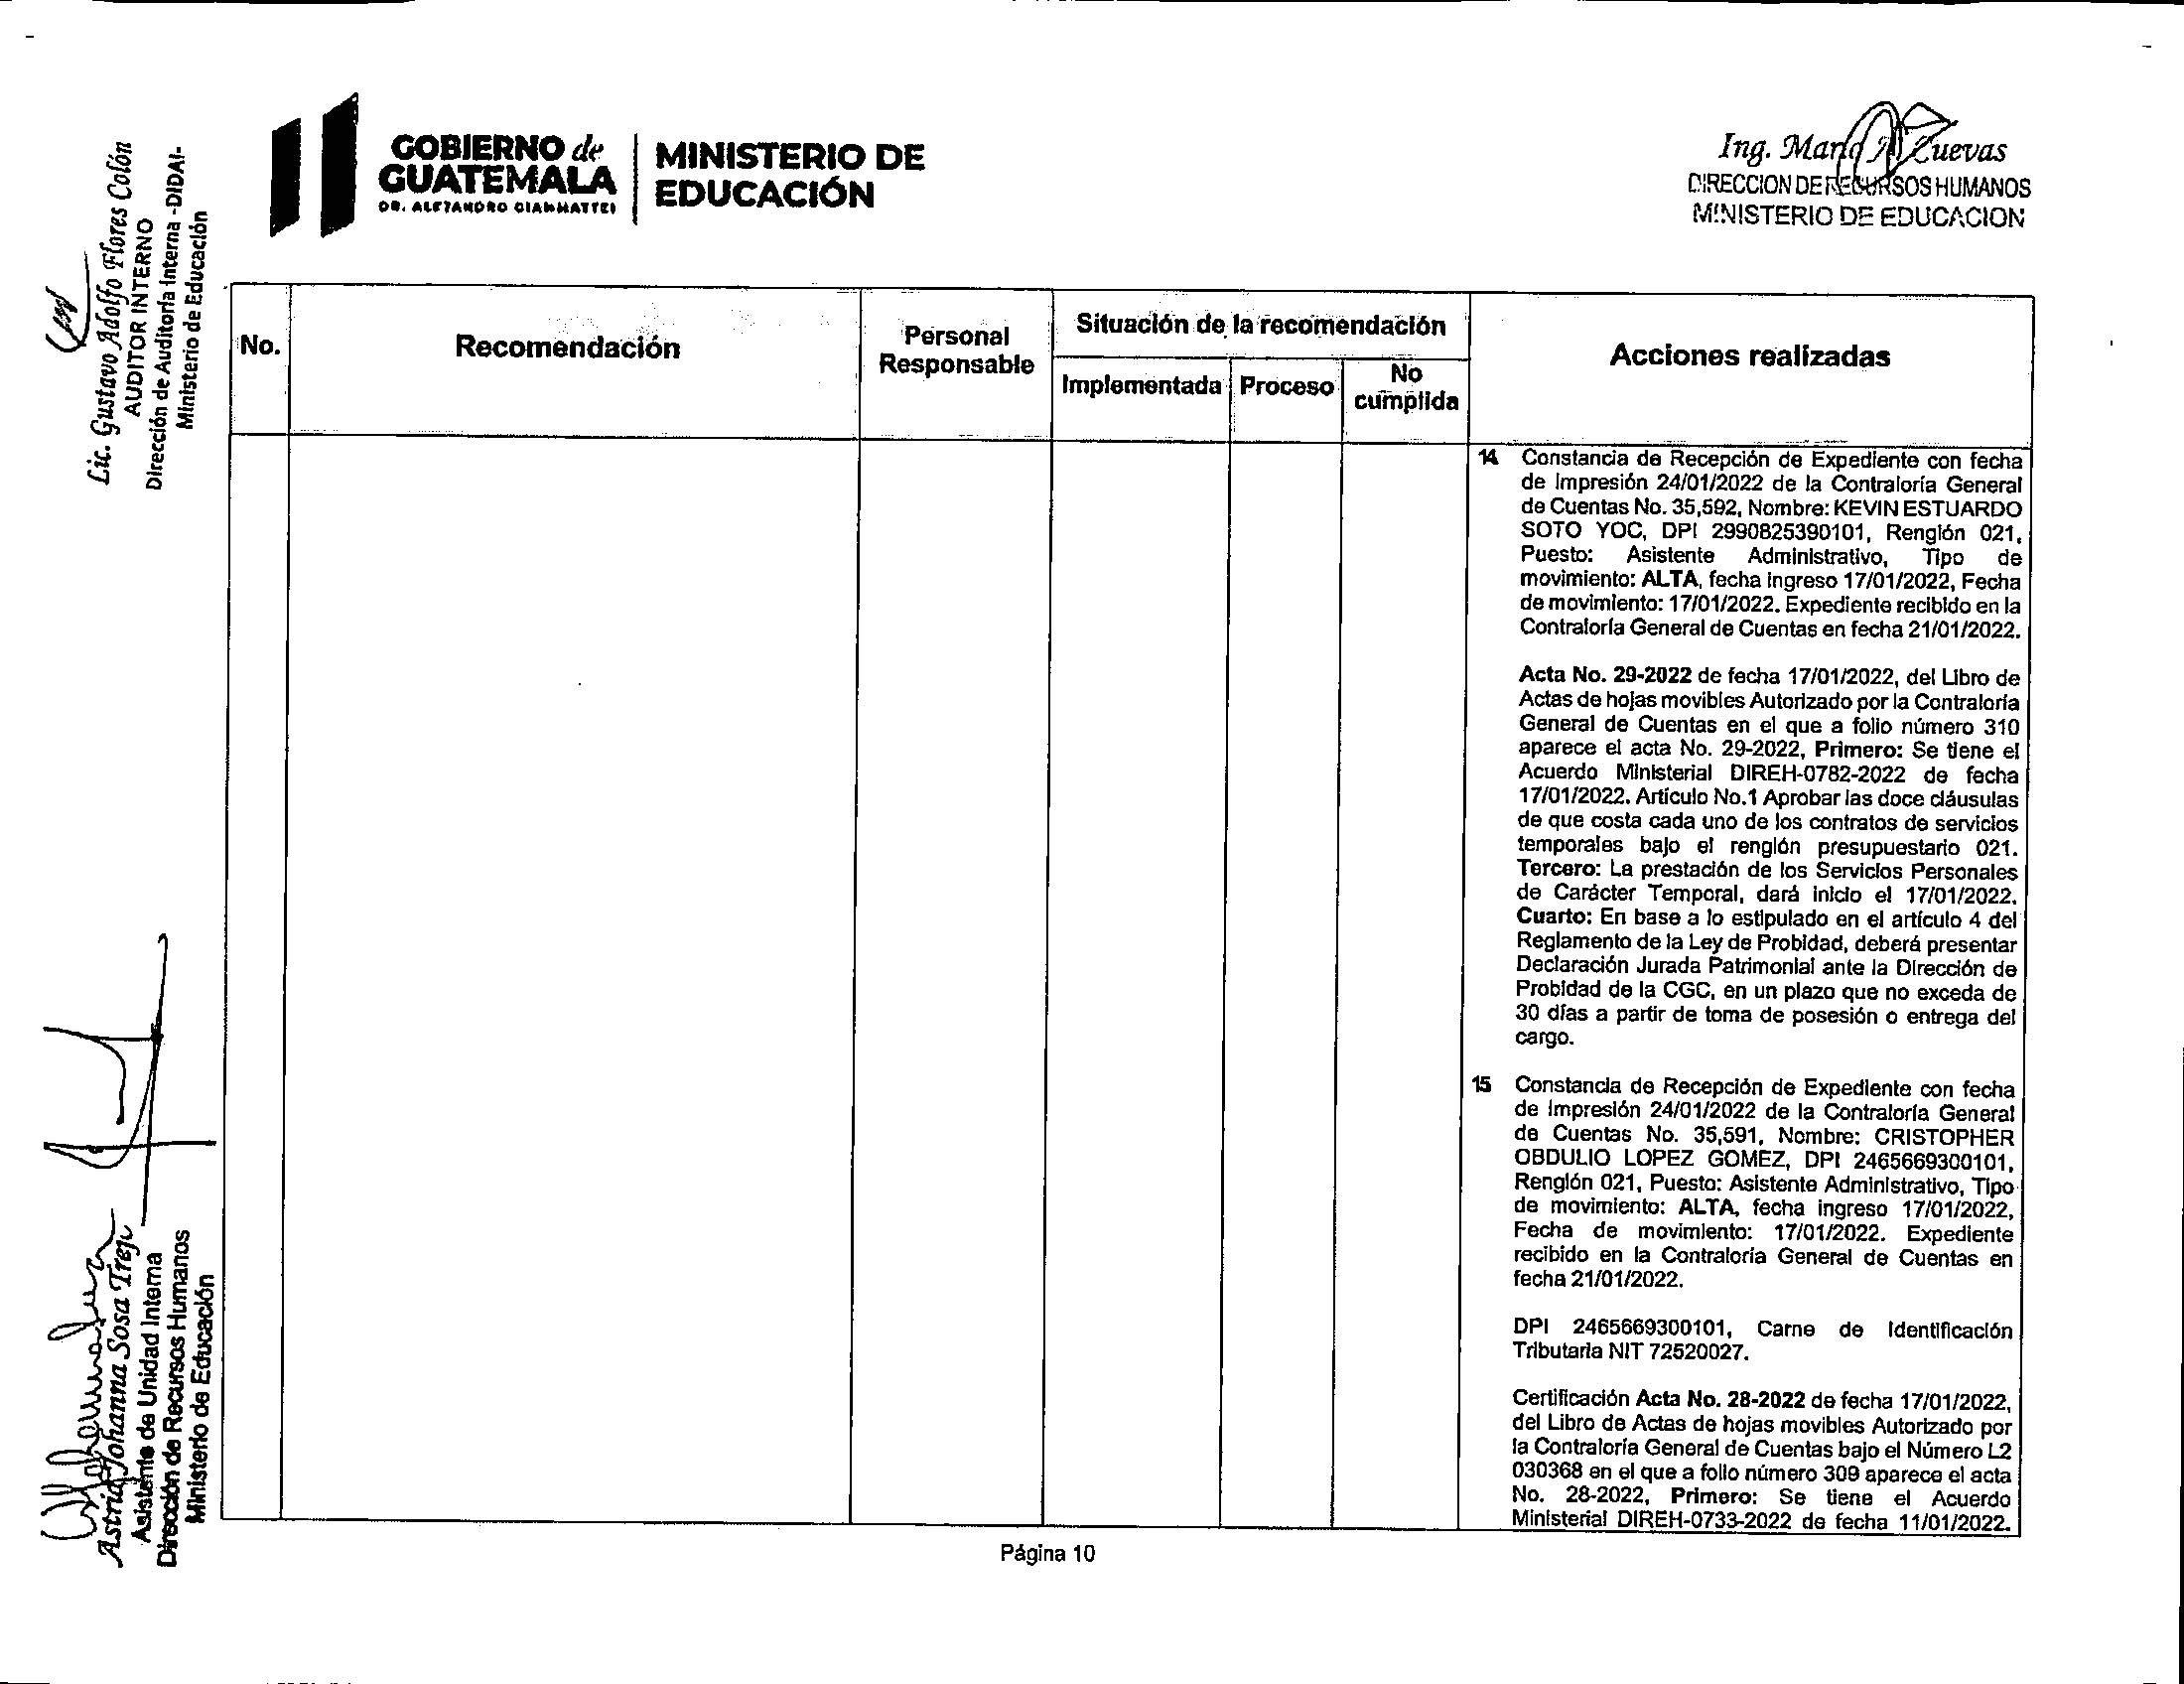 GOBIERNO de
GUATEMALA
DR. ALEJANDRO GIAMMATTEI
MINISTERIO DE
EDUCACIÓN
Ing. Mario Cuevas
DIRECCION DE RECURSOS HUMANOS
MINISTERIO DE EDUCACION
Lic. Gustavo Adolfo Flores Colón
AUDITOR INTERNO
Dirección de Auditoría Interna -DIDAI-
Ministerio de Educación
No.
Recomendación
Personal
Responsable
Situación de la recomendación
Implementada
Proceso
No
cumplida
Acciones realizadas
14 Constancia de Recepción de Expediente con fecha
de Impresión 24/01/2022 de la Contraloría General
de Cuentas No. 35,592, Nombre: KEVIN ESTUARDO
SOTO YOC, DPI 2990825390101, Renglón 021,
Puesto: Asistente Administrativo, Tipo de
movimiento: ALTA, fecha ingreso 17/01/2022, Fecha
de movimiento: 17/01/2022. Expediente recibido en la
Contraloría General de Cuentas en fecha 21/01/2022.
Acta No. 29-2022 de fecha 17/01/2022, del Libro de
Actas de hojas movibles Autorizado por la Contraloría
General de Cuentas en el que a folio número 310
aparece el acta No. 29-2022, Primero: Se tiene el
Acuerdo Ministerial DIREH-0782-2022 de fecha
17/01/2022. Artículo No.1 Aprobar las doce cláusulas
de que costa cada uno de los contratos de servicios
temporales bajo el renglón presupuestario 021.
Tercero: La prestación de los Servicios Personales
de Carácter Temporal, dará inicio el 17/01/2022.
Cuarto: En base a lo estipulado en el artículo 4 del
Reglamento de la Ley de Probidad, deberá presentar
Declaración Jurada Patrimonial ante la Dirección de
Probidad de la CGC, en un plazo que no exceda de
30 días a partir de toma de posesión o entrega del
cargo.
15 Constancia de Recepción de Expediente con fecha
de Impresión 24/01/2022 de la Contraloría General
de Cuentas No. 35,591, Nombre: CRISTOPHER
OBDULIO LOPEZ GOMEZ, DPI 2465669300101,
Renglón 021, Puesto: Asistente Administrativo, Tipo
de movimiento: ALTA, fecha ingreso 17/01/2022,
Fecha de movimiento: 17/01/2022. Expediente
recibido en la Contraloría General de Cuentas en
fecha 21/01/2022.
DPI 2465669300101, Carne de Identificación
Tributaria NIT 72520027.
Certificación Acta No. 28-2022 de fecha 17/01/2022,
del Libro de Actas de hojas movibles Autorizado por
la Contraloría General de Cuentas bajo el Número L2
030368 en el que a folio número 309 aparece el acta
No. 28-2022, Primero: Se tiene el Acuerdo
Ministerial DIREH-0733-2022 de fecha 11/01/2022.
Astrid Johanna Sosa Trejo
Asistente de Unidad Interna
Dirección de Recursos Humanos
Ministerio de Educación
Página 10